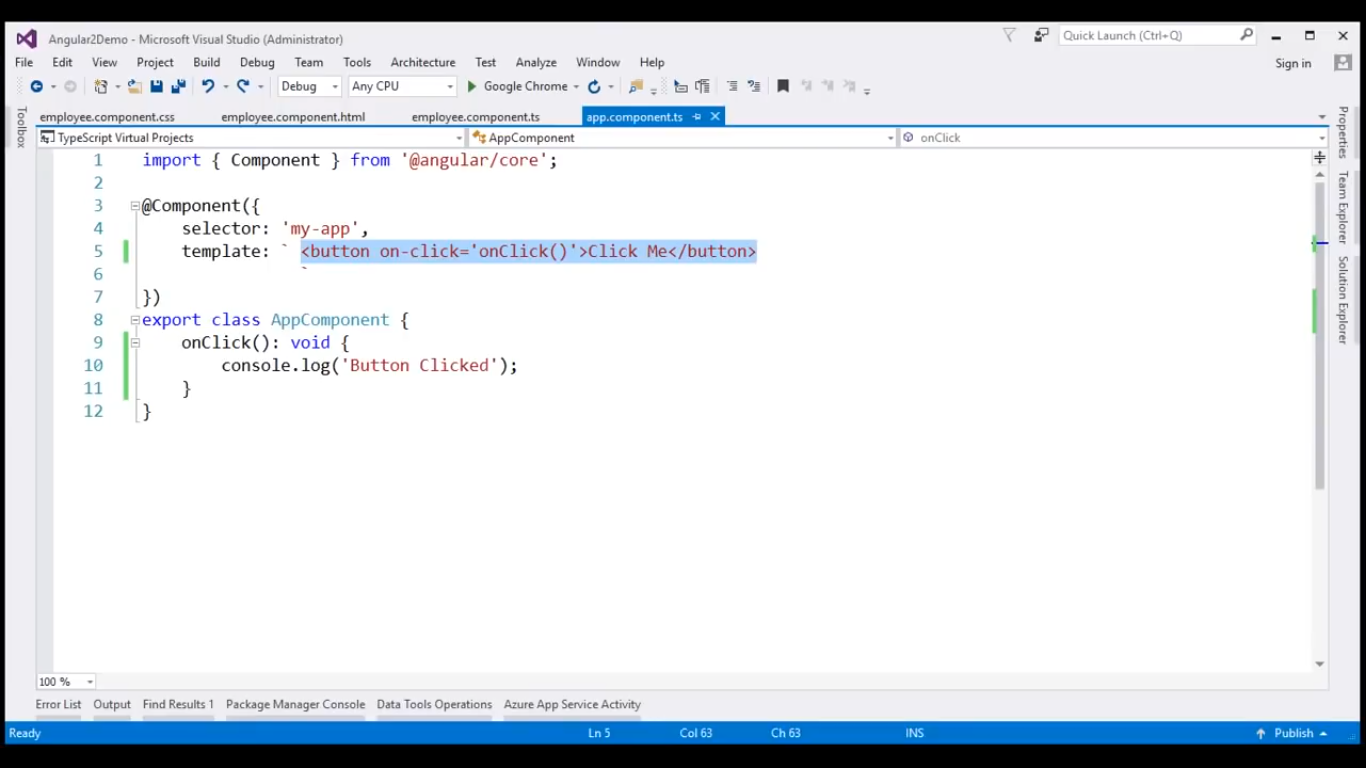 Angular2Demo - Microsoft Visual Studio (Administrator)
Quick Launch (Ctrl+Q)
File Edit View Project Build Debug Team Tools Architecture Test Analyze Window Help
Sign in
Debug Any CPU Google Chrome
Toolbox
employee.component.css employee.component.html employee.component.ts app.component.ts
TypeScript Virtual Projects AppComponent onClick
1 import { Component } from '@angular/core';
2
3 @Component({
4 selector: 'my-app',
5 template: ` <button on-click='onClick()'>Click Me</button>
6 `
7 })
8 export class AppComponent {
9 onClick(): void {
10 console.log('Button Clicked');
11 }
12 }
Properties
Team Explorer
Solution Explorer
100 %
Error List Output Find Results 1 Package Manager Console Data Tools Operations Azure App Service Activity
Ready Ln 5 Col 63 Ch 63 INS Publish